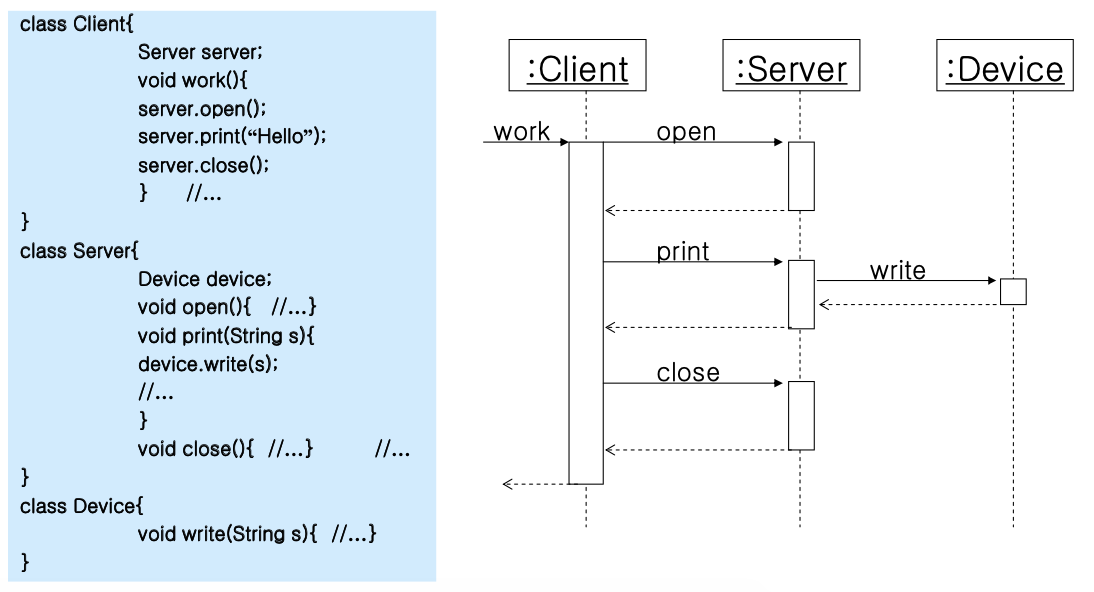 class Client{
Server server;
void work(){
server.open();
server.print(“Hello”);
server.close();
} //...
}
class Server{
Device device;
void open(){ //...}
void print(String s){
device.write(s);
//...
}
void close(){ //...} //...
}
class Device{
void write(String s){ //...}
}
:Client :Server :Device
work open
print
write
close